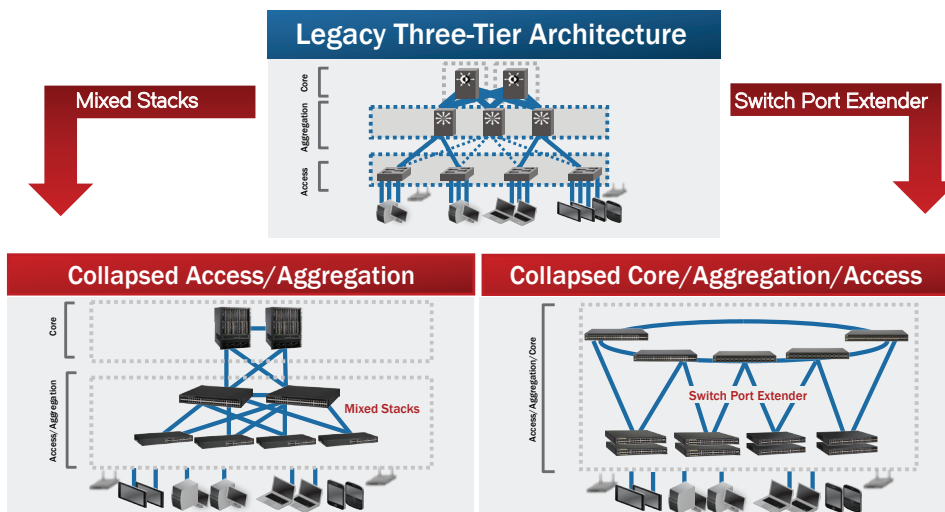 Legacy Three-Tier Architecture
Mixed Stacks
Switch Port Extender
Core
Aggregation
Access
Collapsed Access/Aggregation
Core
Access/Aggregation
Mixed Stacks
Collapsed Core/Aggregation/Access
Access/Aggregation/Core
Switch Port Extender